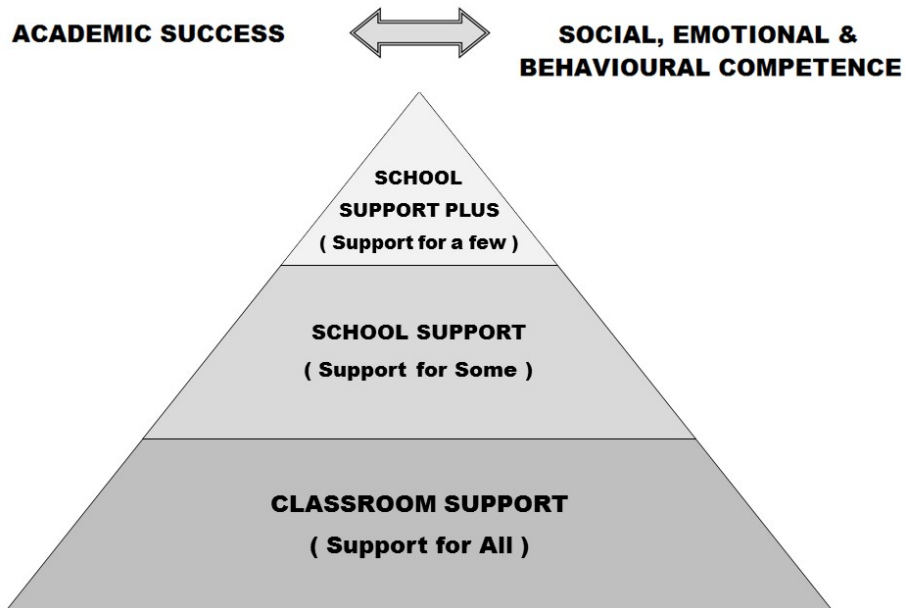 ACADEMIC SUCCESS
SOCIAL, EMOTIONAL &
BEHAVIOURAL COMPETENCE
SCHOOL
SUPPORT PLUS
( Support for a few )
SCHOOL SUPPORT
( Support for Some )
CLASSROOM SUPPORT
( Support for All )